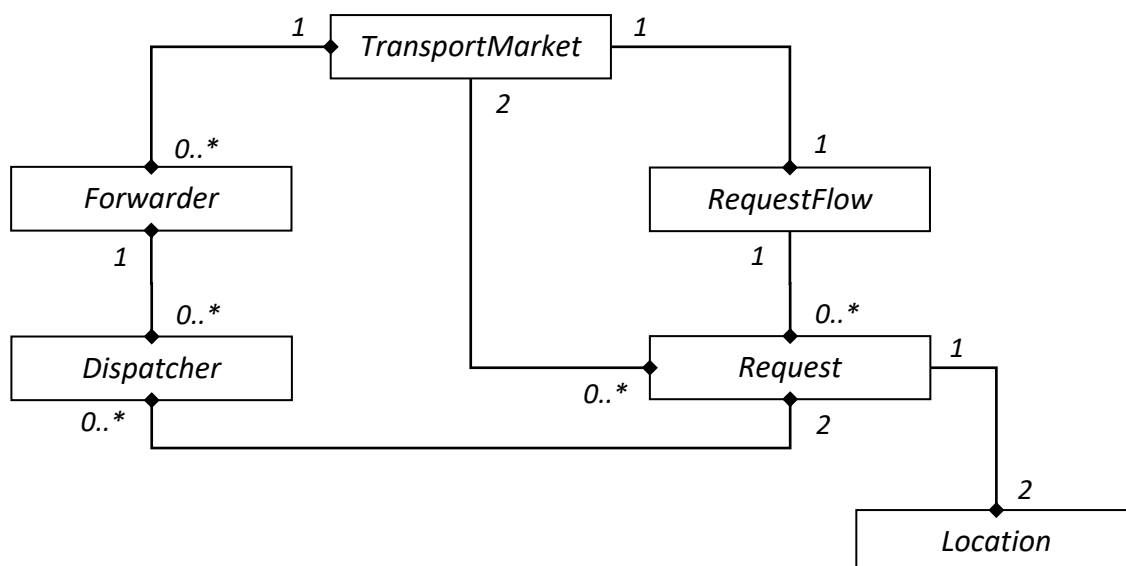 1
TransportMarket
1
2
0..*
1
Forwarder
RequestFlow
1
1
0..*
0..*
Dispatcher
Request
1
0..*
0..*
2
2
Location